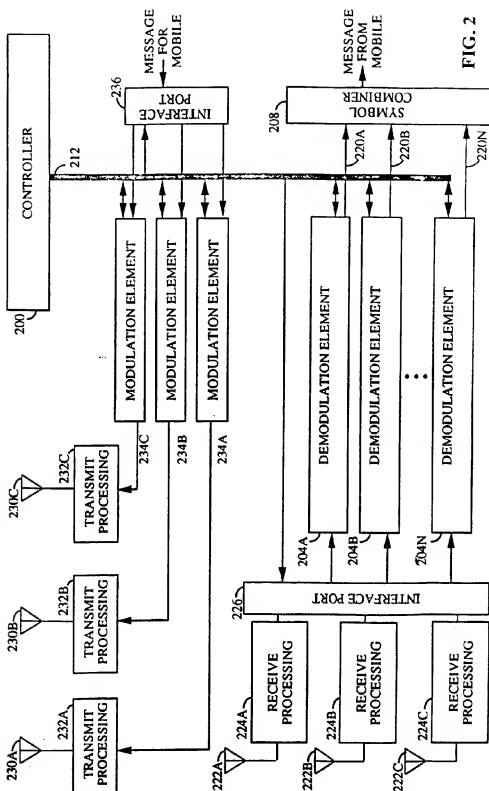 200
CONTROLLER
212
236
INTERFACE
PORT
MESSAGE
FOR
MOBILE
208
SYMBOL
COMBINER
MESSAGE
FROM
MOBILE
FIG. 2
230A
230B
230C
232A
TRANSMIT
PROCESSING
232B
TRANSMIT
PROCESSING
232C
TRANSMIT
PROCESSING
MODULATION ELEMENT
234C
MODULATION ELEMENT
234B
MODULATION ELEMENT
234A
222A
224A
RECEIVE
PROCESSING
222B
224B
RECEIVE
PROCESSING
222C
224C
RECEIVE
PROCESSING
226
INTERFACE PORT
204A
DEMODULATION ELEMENT
220A
204B
DEMODULATION ELEMENT
220B
204N
DEMODULATION ELEMENT
220N